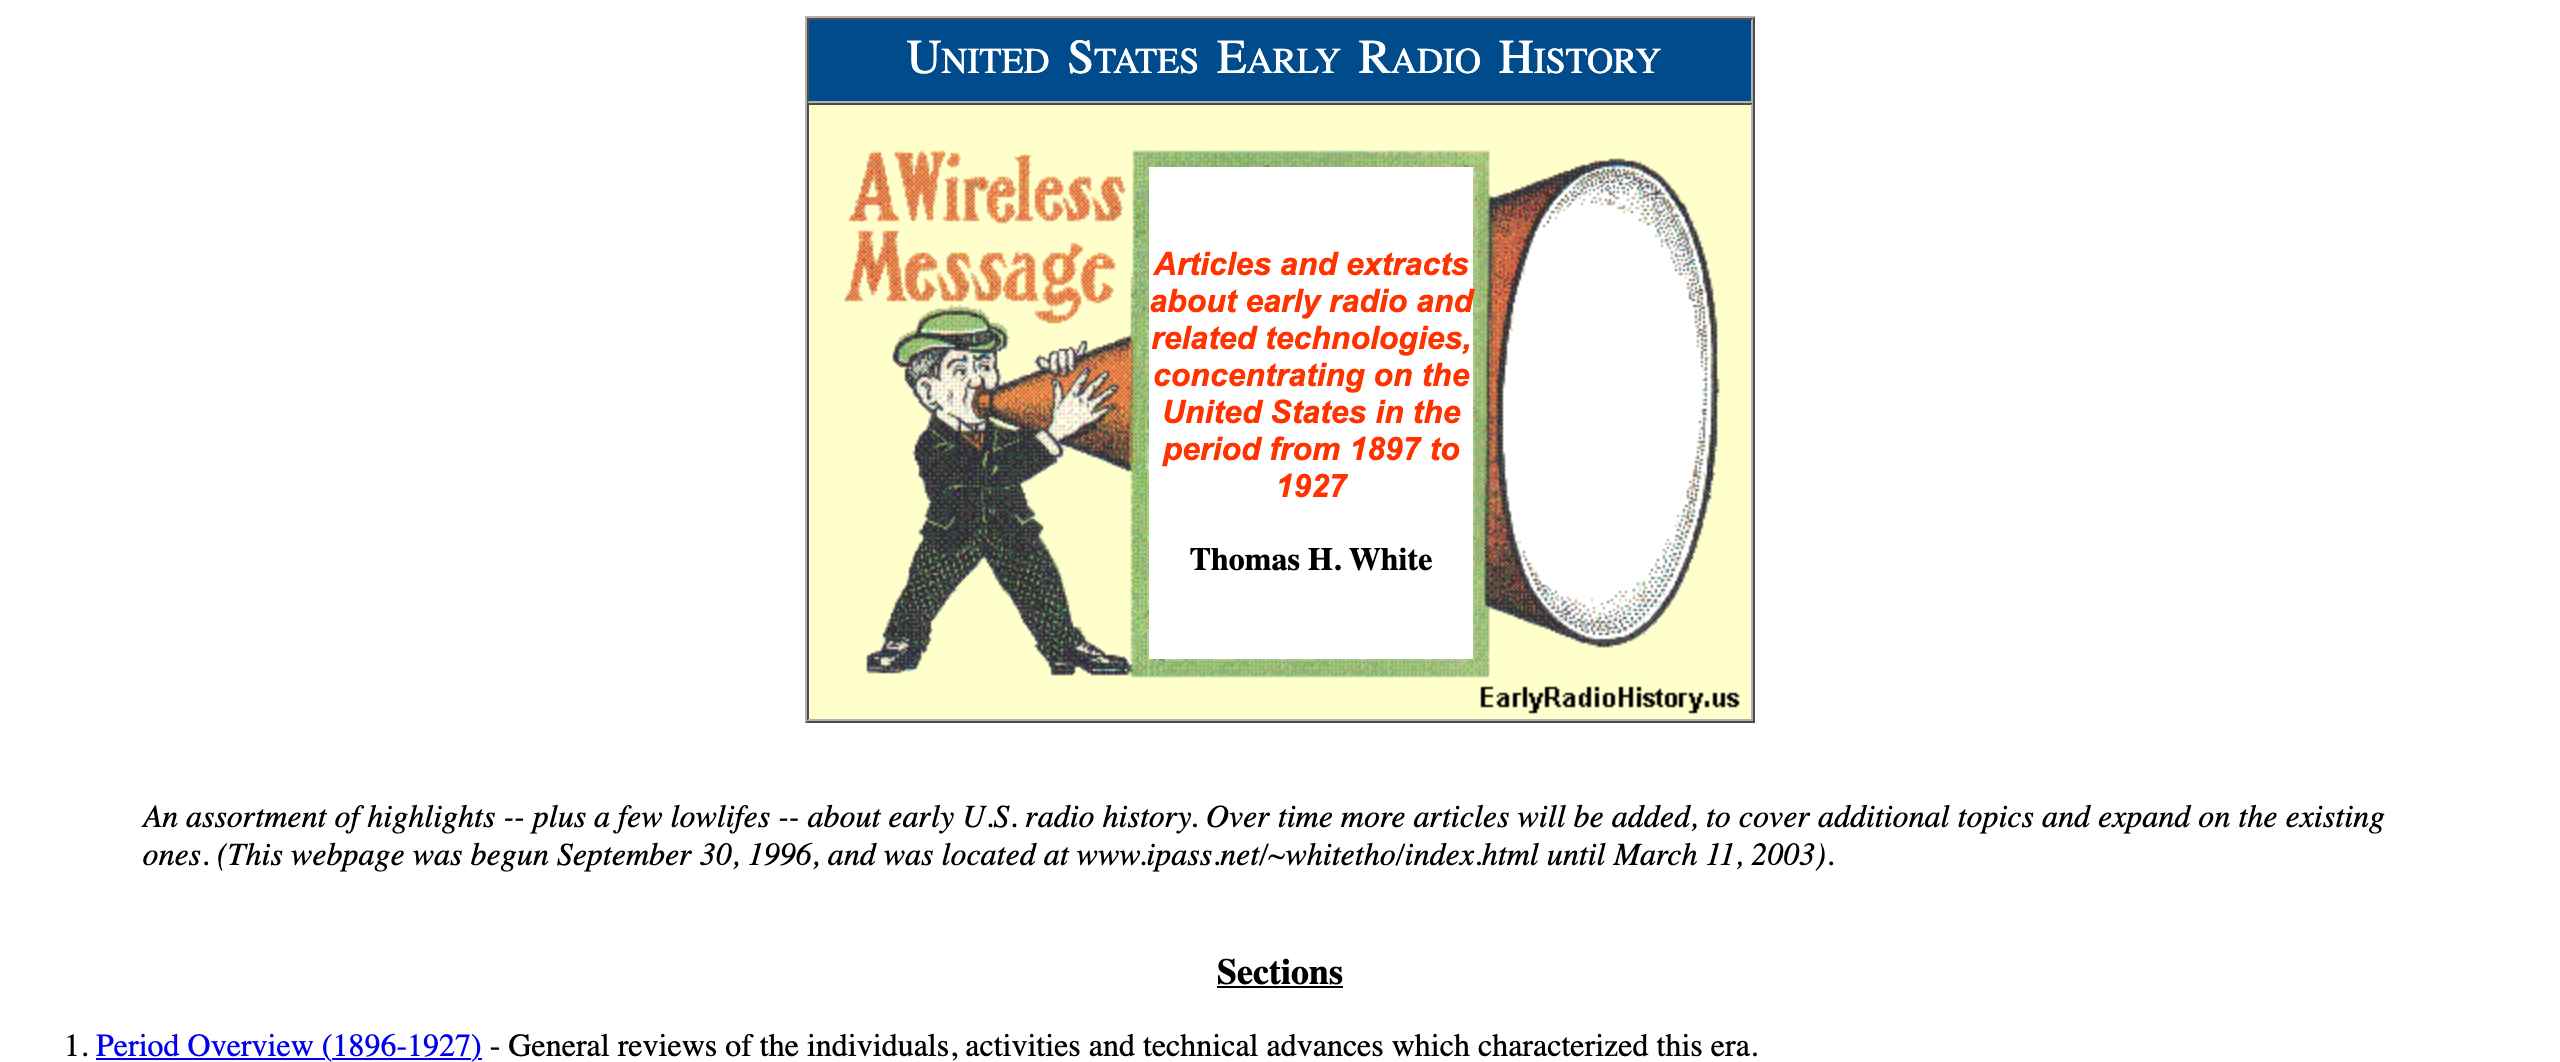 United States Early Radio History
A Wireless
Message
Articles and extracts
about early radio and
related technologies,
concentrating on the
United States in the
period from 1897 to
1927
Thomas H. White
EarlyRadioHistory.us
An assortment of highlights -- plus a few lowlifes -- about early U.S. radio history. Over time more articles will be added, to cover additional topics and expand on the existing
ones. (This webpage was begun September 30, 1996, and was located at www.ipass.net/~whitetho/index.html until March 11, 2003).
Sections
1. Period Overview (1896-1927) - General reviews of the individuals, activities and technical advances which characterized this era.